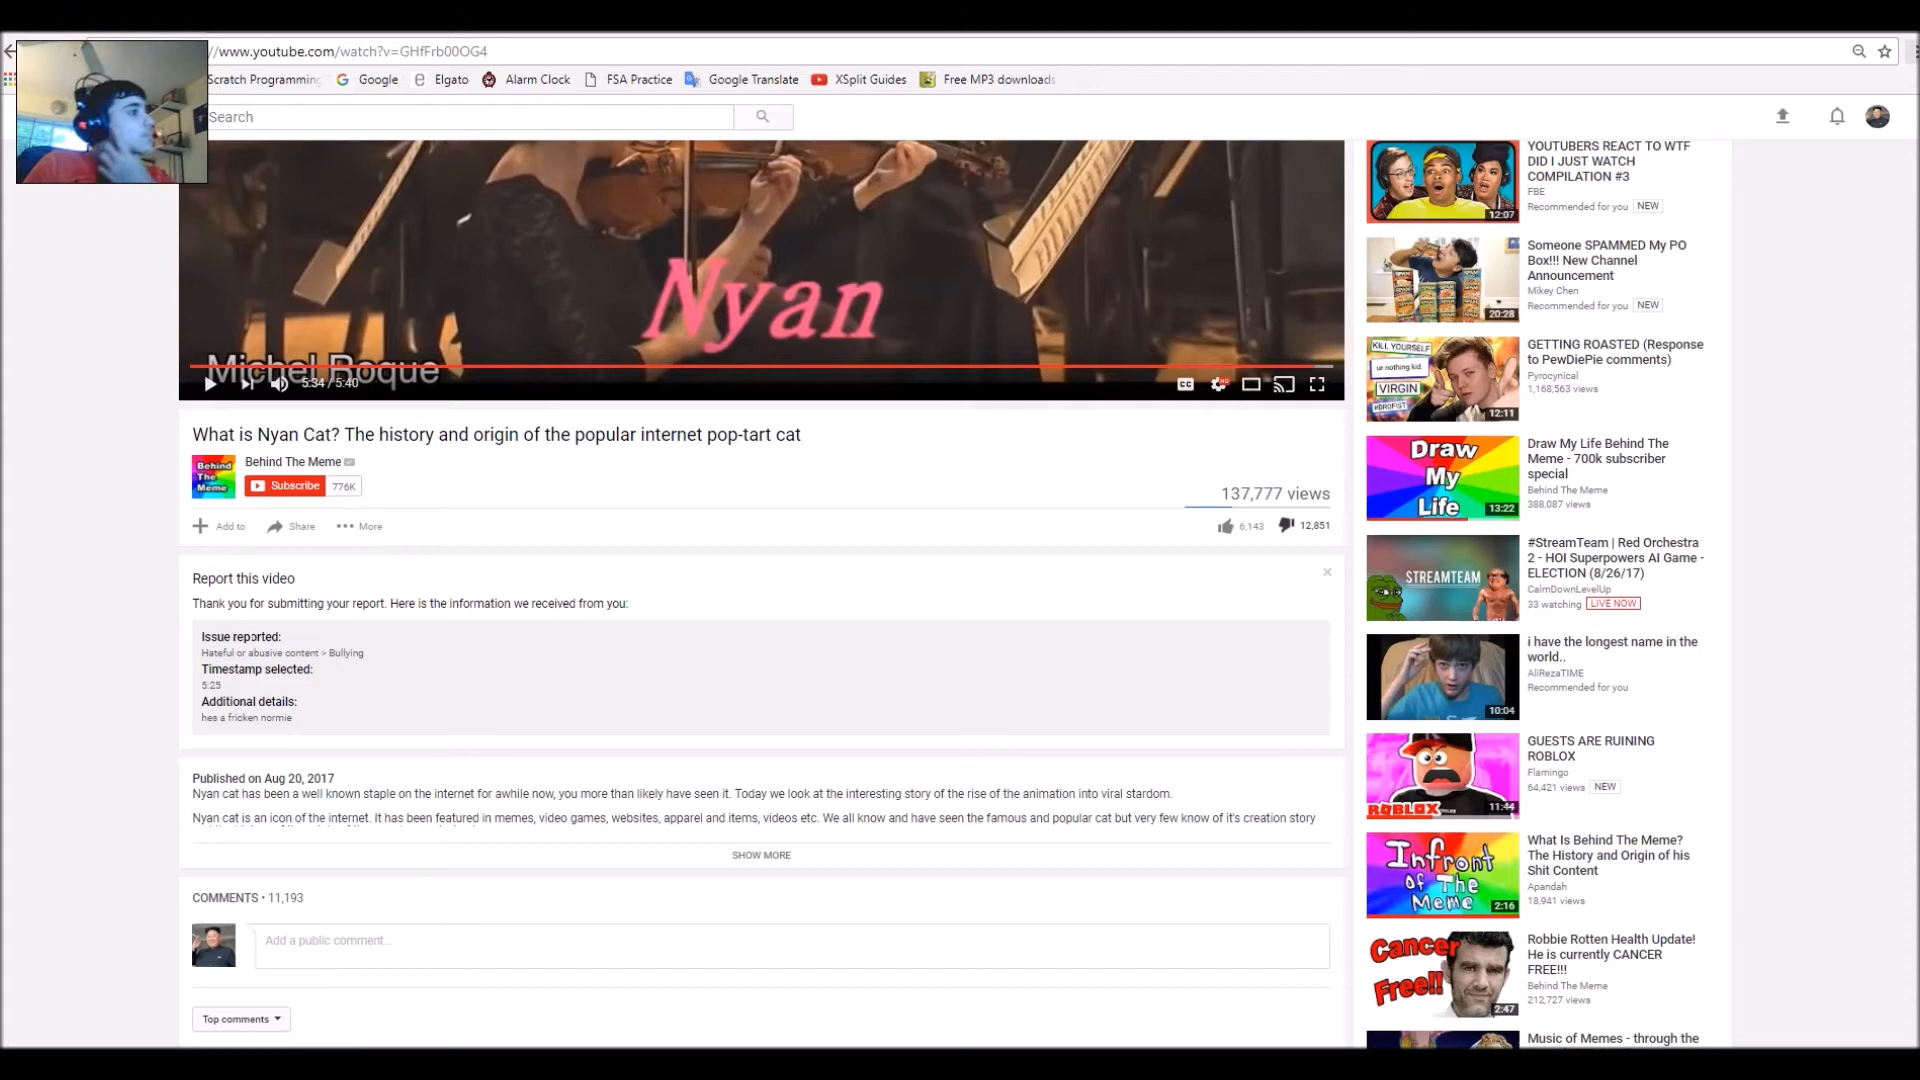 //www.youtube.com/watch?v=GHfFrb00OG4
Scratch Programming
Google
Elgato
Alarm Clock
FSA Practice
Google Translate
XSplit Guides
Free MP3 downloads
Search
Nyan
Michel Roque
5:34 / 5:40
CC
HD
What is Nyan Cat? The history and origin of the popular internet pop-tart cat
Behind The Meme
Behind The Meme
Subscribe 776K
137,777 views
Add to
Share
More
6,143
12,851
Report this video
Thank you for submitting your report. Here is the information we received from you:
Issue reported:
Hateful or abusive content > Bullying
Timestamp selected:
5:25
Additional details:
hes a fricken normie
Published on Aug 20, 2017
Nyan cat has been a well known staple on the internet for awhile now, you more than likely have seen it. Today we look at the interesting story of the rise of the animation into viral stardom.
Nyan cat is an icon of the internet. It has been featured in memes, video games, websites, apparel and items, videos etc. We all know and have seen the famous and popular cat but very few know of it's creation story
SHOW MORE
COMMENTS • 11,193
Add a public comment...
Top comments
YOUTUBERS REACT TO WTF
DID I JUST WATCH
COMPILATION #3
FBE
Recommended for you NEW
12:07
Someone SPAMMED My PO
Box!!! New Channel
Announcement
Mikey Chen
Recommended for you NEW
20:28
KILL YOURSELF
ur nothing kid
VIRGIN
#BROFIST
12:11
GETTING ROASTED (Response
to PewDiePie comments)
Pyrocynical
1,168,563 views
Draw
My
Life
13:22
Draw My Life Behind The
Meme - 700k subscriber
special
Behind The Meme
388,087 views
STREAMTEAM
#StreamTeam | Red Orchestra
2 - HOI Superpowers AI Game -
ELECTION (8/26/17)
CalmDownLevelUp
33 watching LIVE NOW
i have the longest name in the
world..
AliRezaTIME
Recommended for you
10:04
ROBLOX
11:44
GUESTS ARE RUINING
ROBLOX
Flamingo
64,421 views NEW
Infront
of The
Meme
2:16
What Is Behind The Meme?
The History and Origin of his
Shit Content
Apandah
18,941 views
Cancer
Free!!
2:47
Robbie Rotten Health Update!
He is currently CANCER
FREE!!!
Behind The Meme
212,727 views
Music of Memes - through the